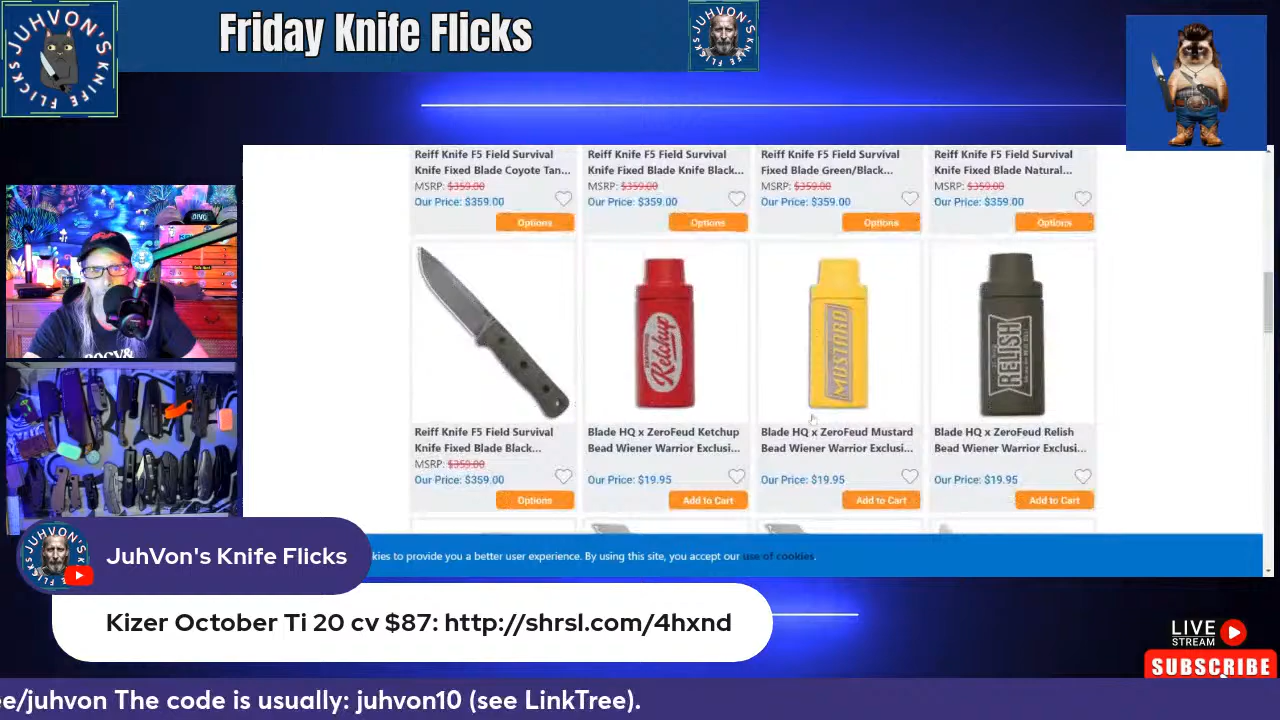 JUHVON'S KNIFE FLICKS
Friday Knife Flicks
JUHVON'S KNIFE FLICKS
Reiff Knife F5 Field Survival
Knife Fixed Blade Coyote Tan...
MSRP: $359.00
Our Price: $359.00
Options
Reiff Knife F5 Field Survival
Knife Fixed Blade Knife Black...
MSRP: $359.00
Our Price: $359.00
Options
Reiff Knife F5 Field Survival
Fixed Blade Green/Black...
MSRP: $359.00
Our Price: $359.00
Options
Reiff Knife F5 Field Survival
Knife Fixed Blade Natural...
MSRP: $359.00
Our Price: $359.00
Options
Ketchup
MUSTARD
RELISH
Reiff Knife F5 Field Survival
Knife Fixed Blade Black...
MSRP: $359.00
Our Price: $359.00
Options
Blade HQ x ZeroFeud Ketchup
Bead Wiener Warrior Exclusi...
Our Price: $19.95
Add to Cart
Blade HQ x ZeroFeud Mustard
Bead Wiener Warrior Exclusi...
Our Price: $19.95
Add to Cart
Blade HQ x ZeroFeud Relish
Bead Wiener Warrior Exclusi...
Our Price: $19.95
Add to Cart
kies to provide you a better user experience. By using this site, you accept our use of cookies.
JUHVON'S KNIFE FLICKS
JuhVon's Knife Flicks
Kizer October Ti 20 cv $87: http://shrsl.com/4hxnd
LIVE
STREAM
SUBSCRIBE
ee/juhvon The code is usually: juhvon10 (see LinkTree).